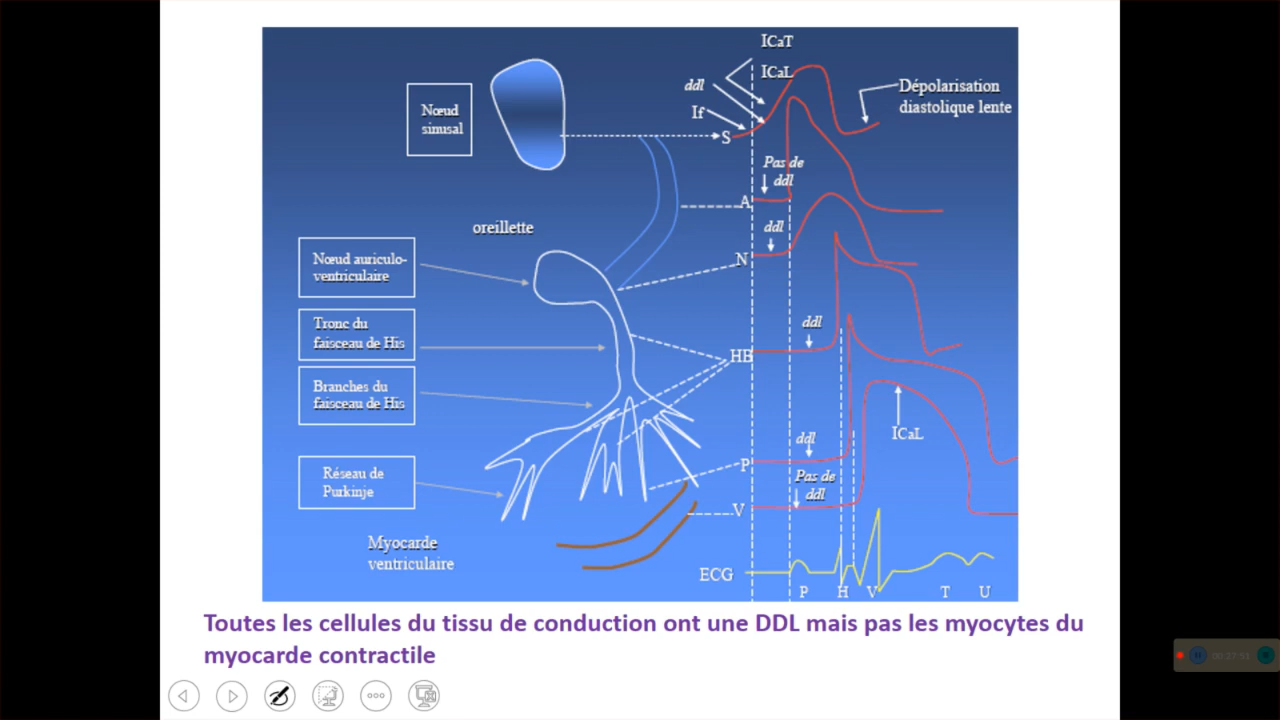 ICaT
ICaL
ddl
If
S
Dépolarisation
diastolique lente
Nœud
sinusal
Pas de
ddl
A
oreillette
ddl
N
Nœud auriculo-
ventriculaire
Tronc du
faisceau de His
ddl
HB
Branches du
faisceau de His
ICaL
ddl
P
Réseau de
Purkinje
Pas de
ddl
V
Myocarde
ventriculaire
ECG
P H V T U
Toutes les cellules du tissu de conduction ont une DDL mais pas les myocytes du
myocarde contractile
00:27:51